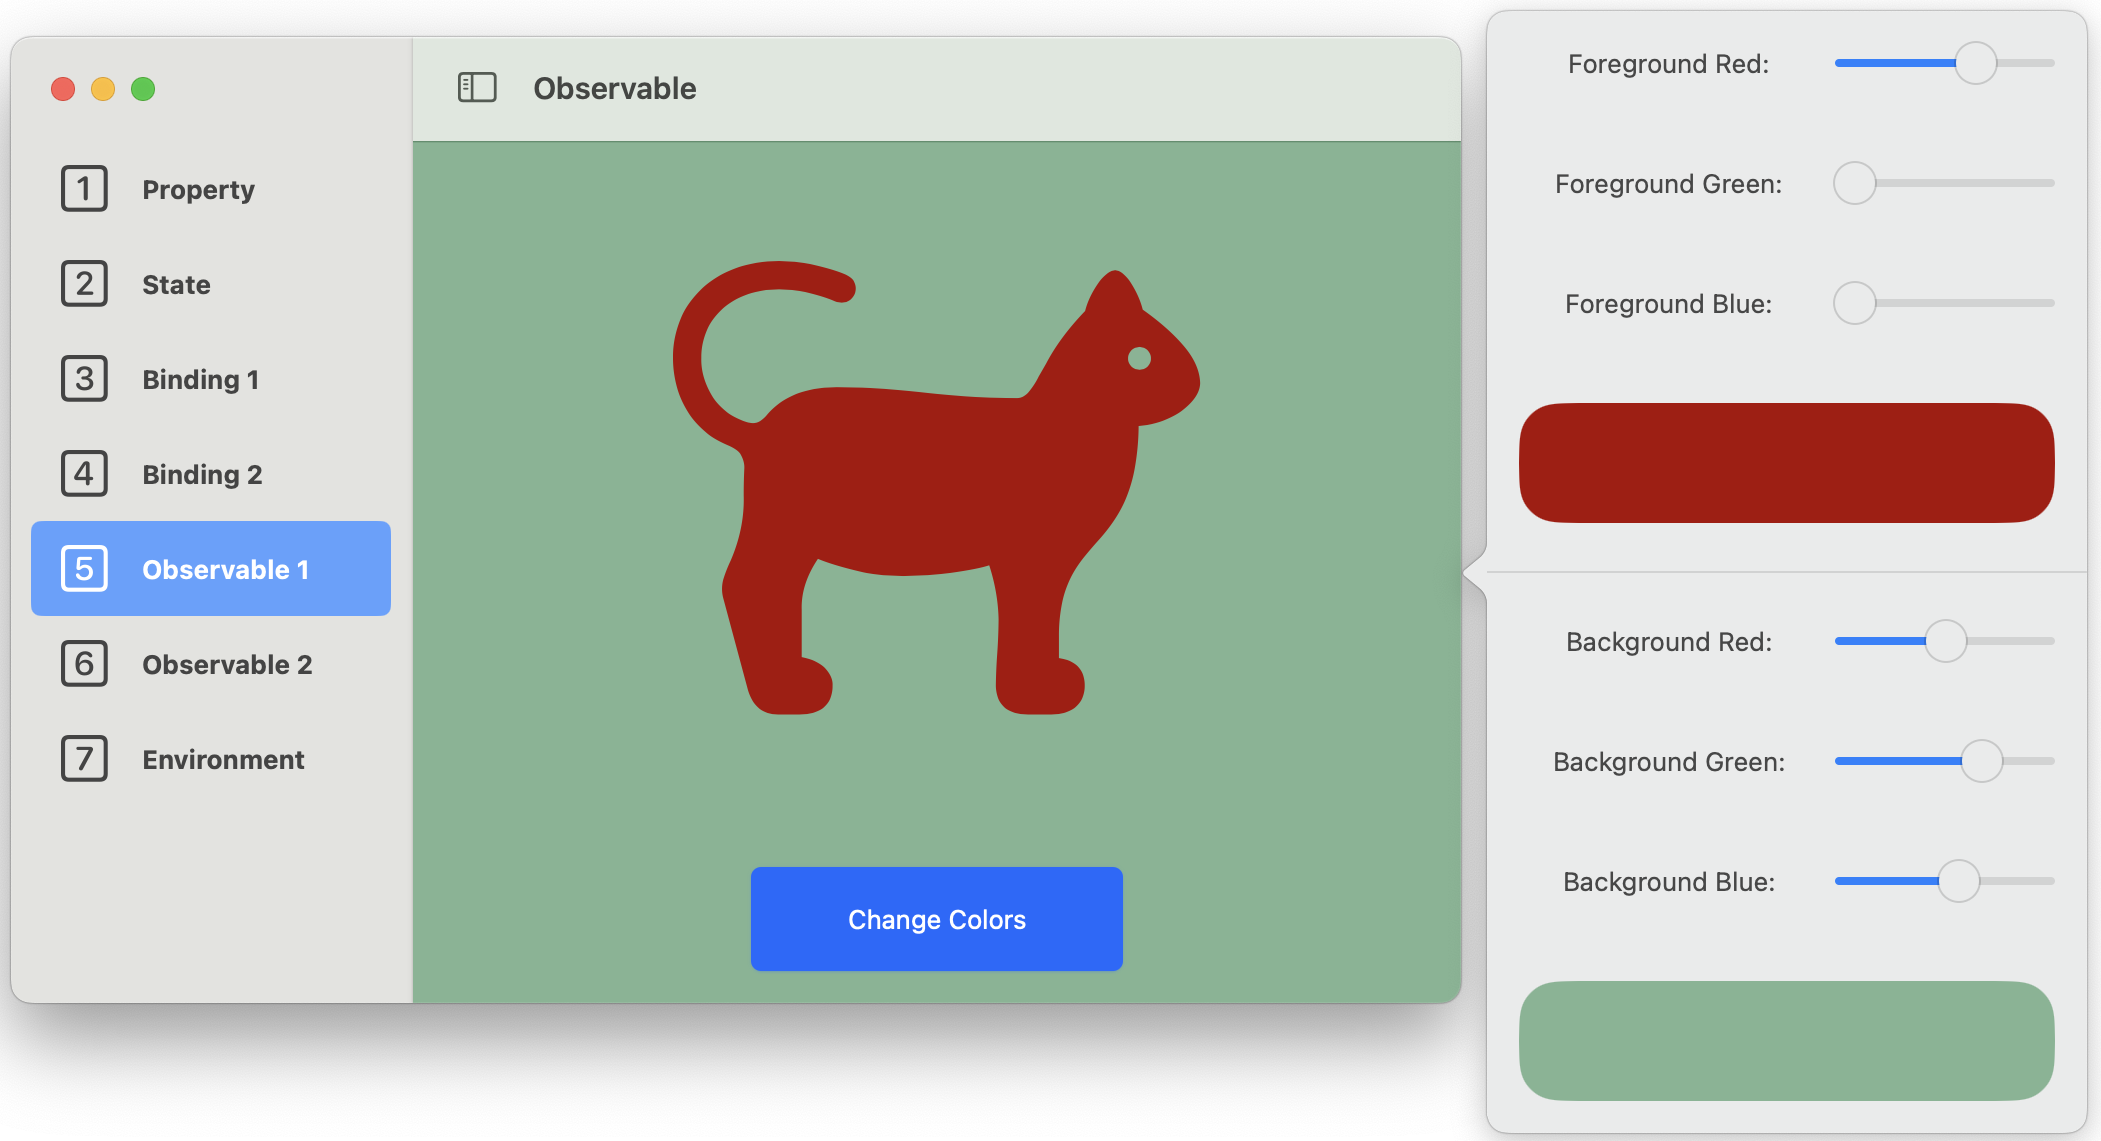 Observable
1 Property
2 State
3 Binding 1
4 Binding 2
5 Observable 1
6 Observable 2
7 Environment
Change Colors
Foreground Red:
Foreground Green:
Foreground Blue:
Background Red:
Background Green:
Background Blue: